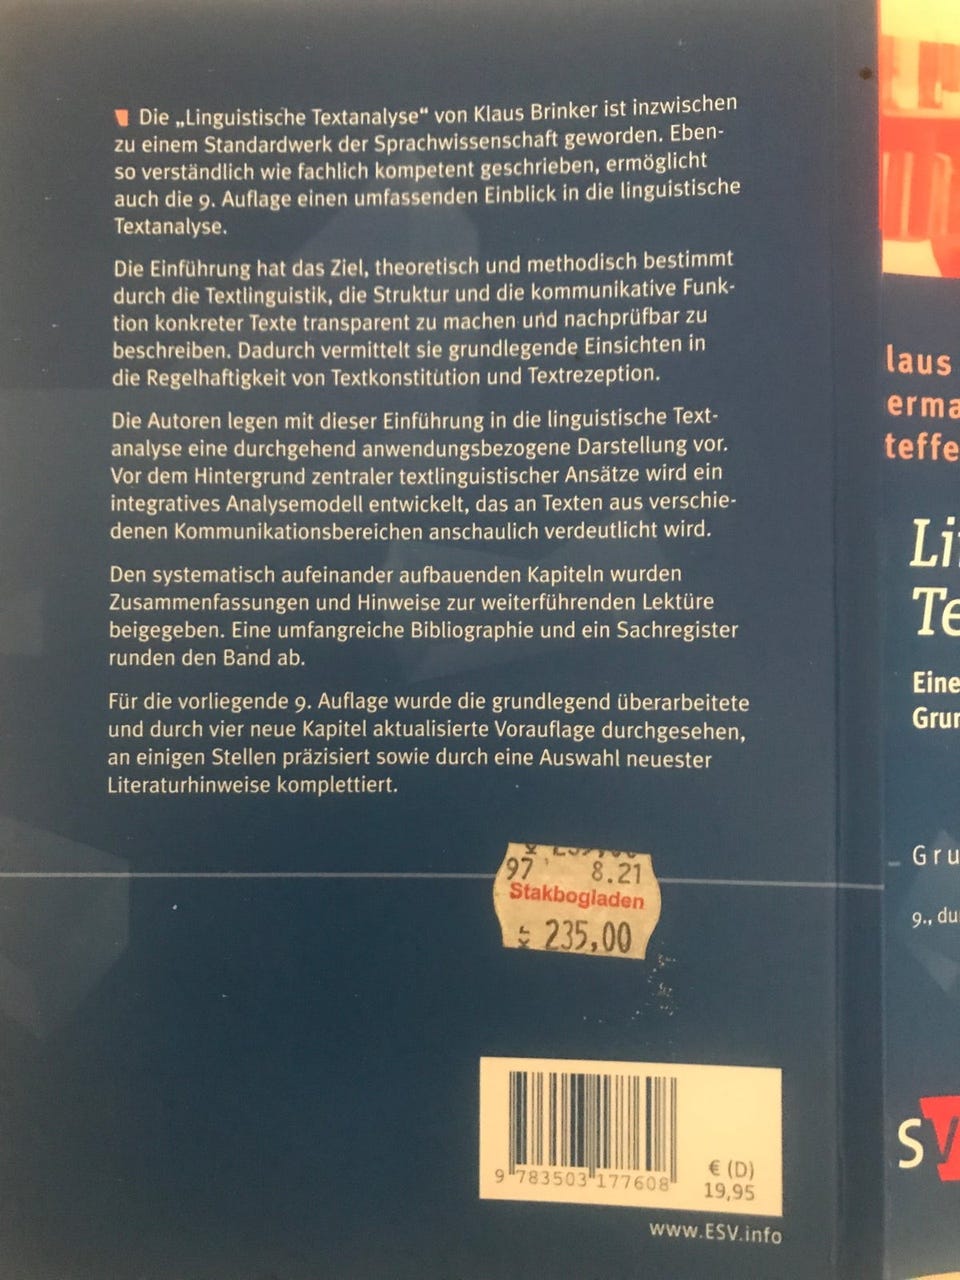 Die „Linguistische Textanalyse“ von Klaus Brinker ist inzwischen
zu einem Standardwerk der Sprachwissenschaft geworden. Eben-
so verständlich wie fachlich kompetent geschrieben, ermöglicht
auch die 9. Auflage einen umfassenden Einblick in die linguistische
Textanalyse.
Die Einführung hat das Ziel, theoretisch und methodisch bestimmt
durch die Textlinguistik, die Struktur und die kommunikative Funk-
tion konkreter Texte transparent zu machen und nachprüfbar zu
beschreiben. Dadurch vermittelt sie grundlegende Einsichten in
die Regelhaftigkeit von Textkonstitution und Textrezeption.
Die Autoren legen mit dieser Einführung in die linguistische Text-
analyse eine durchgehend anwendungsbezogene Darstellung vor.
Vor dem Hintergrund zentraler textlinguistischer Ansätze wird ein
integratives Analysemodell entwickelt, das an Texten aus verschie-
denen Kommunikationsbereichen anschaulich verdeutlicht wird.
Den systematisch aufeinander aufbauenden Kapiteln wurden
Zusammenfassungen und Hinweise zur weiterführenden Lektüre
beigegeben. Eine umfangreiche Bibliographie und ein Sachregister
runden den Band ab.
Für die vorliegende 9. Auflage wurde die grundlegend überarbeitete
und durch vier neue Kapitel aktualisierte Vorauflage durchgesehen,
an einigen Stellen präzisiert sowie durch eine Auswahl neuester
Literaturhinweise komplettiert.
97 8.21
Stakbogladen
235,00
9 783503 177608
€ (D)
19,95
www.ESV.info
laus
erma
teffe
Li
Te
Eine
Grun
Gru
9., du
SV